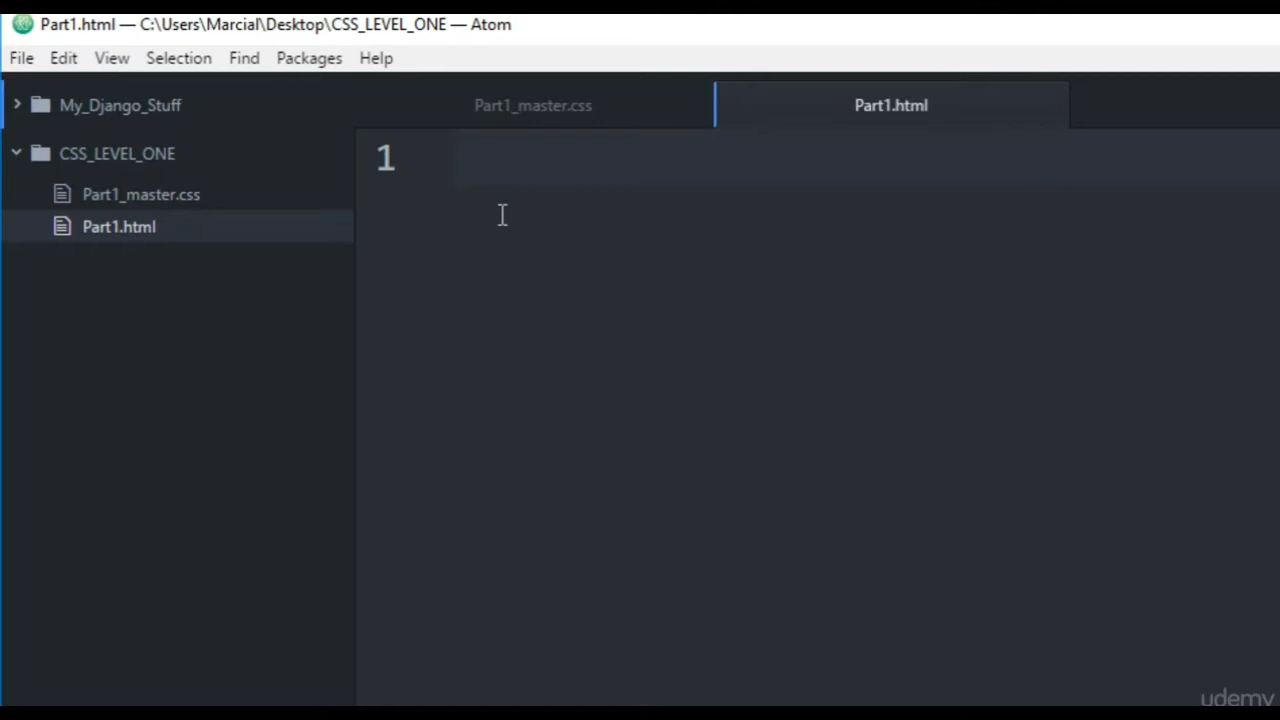 Part1.html — C:\Users\Marcial\Desktop\CSS_LEVEL_ONE — Atom
File Edit View Selection Find Packages Help
My_Django_Stuff
Part1_master.css
Part1.html
CSS_LEVEL_ONE
Part1_master.css
Part1.html
1
udemy